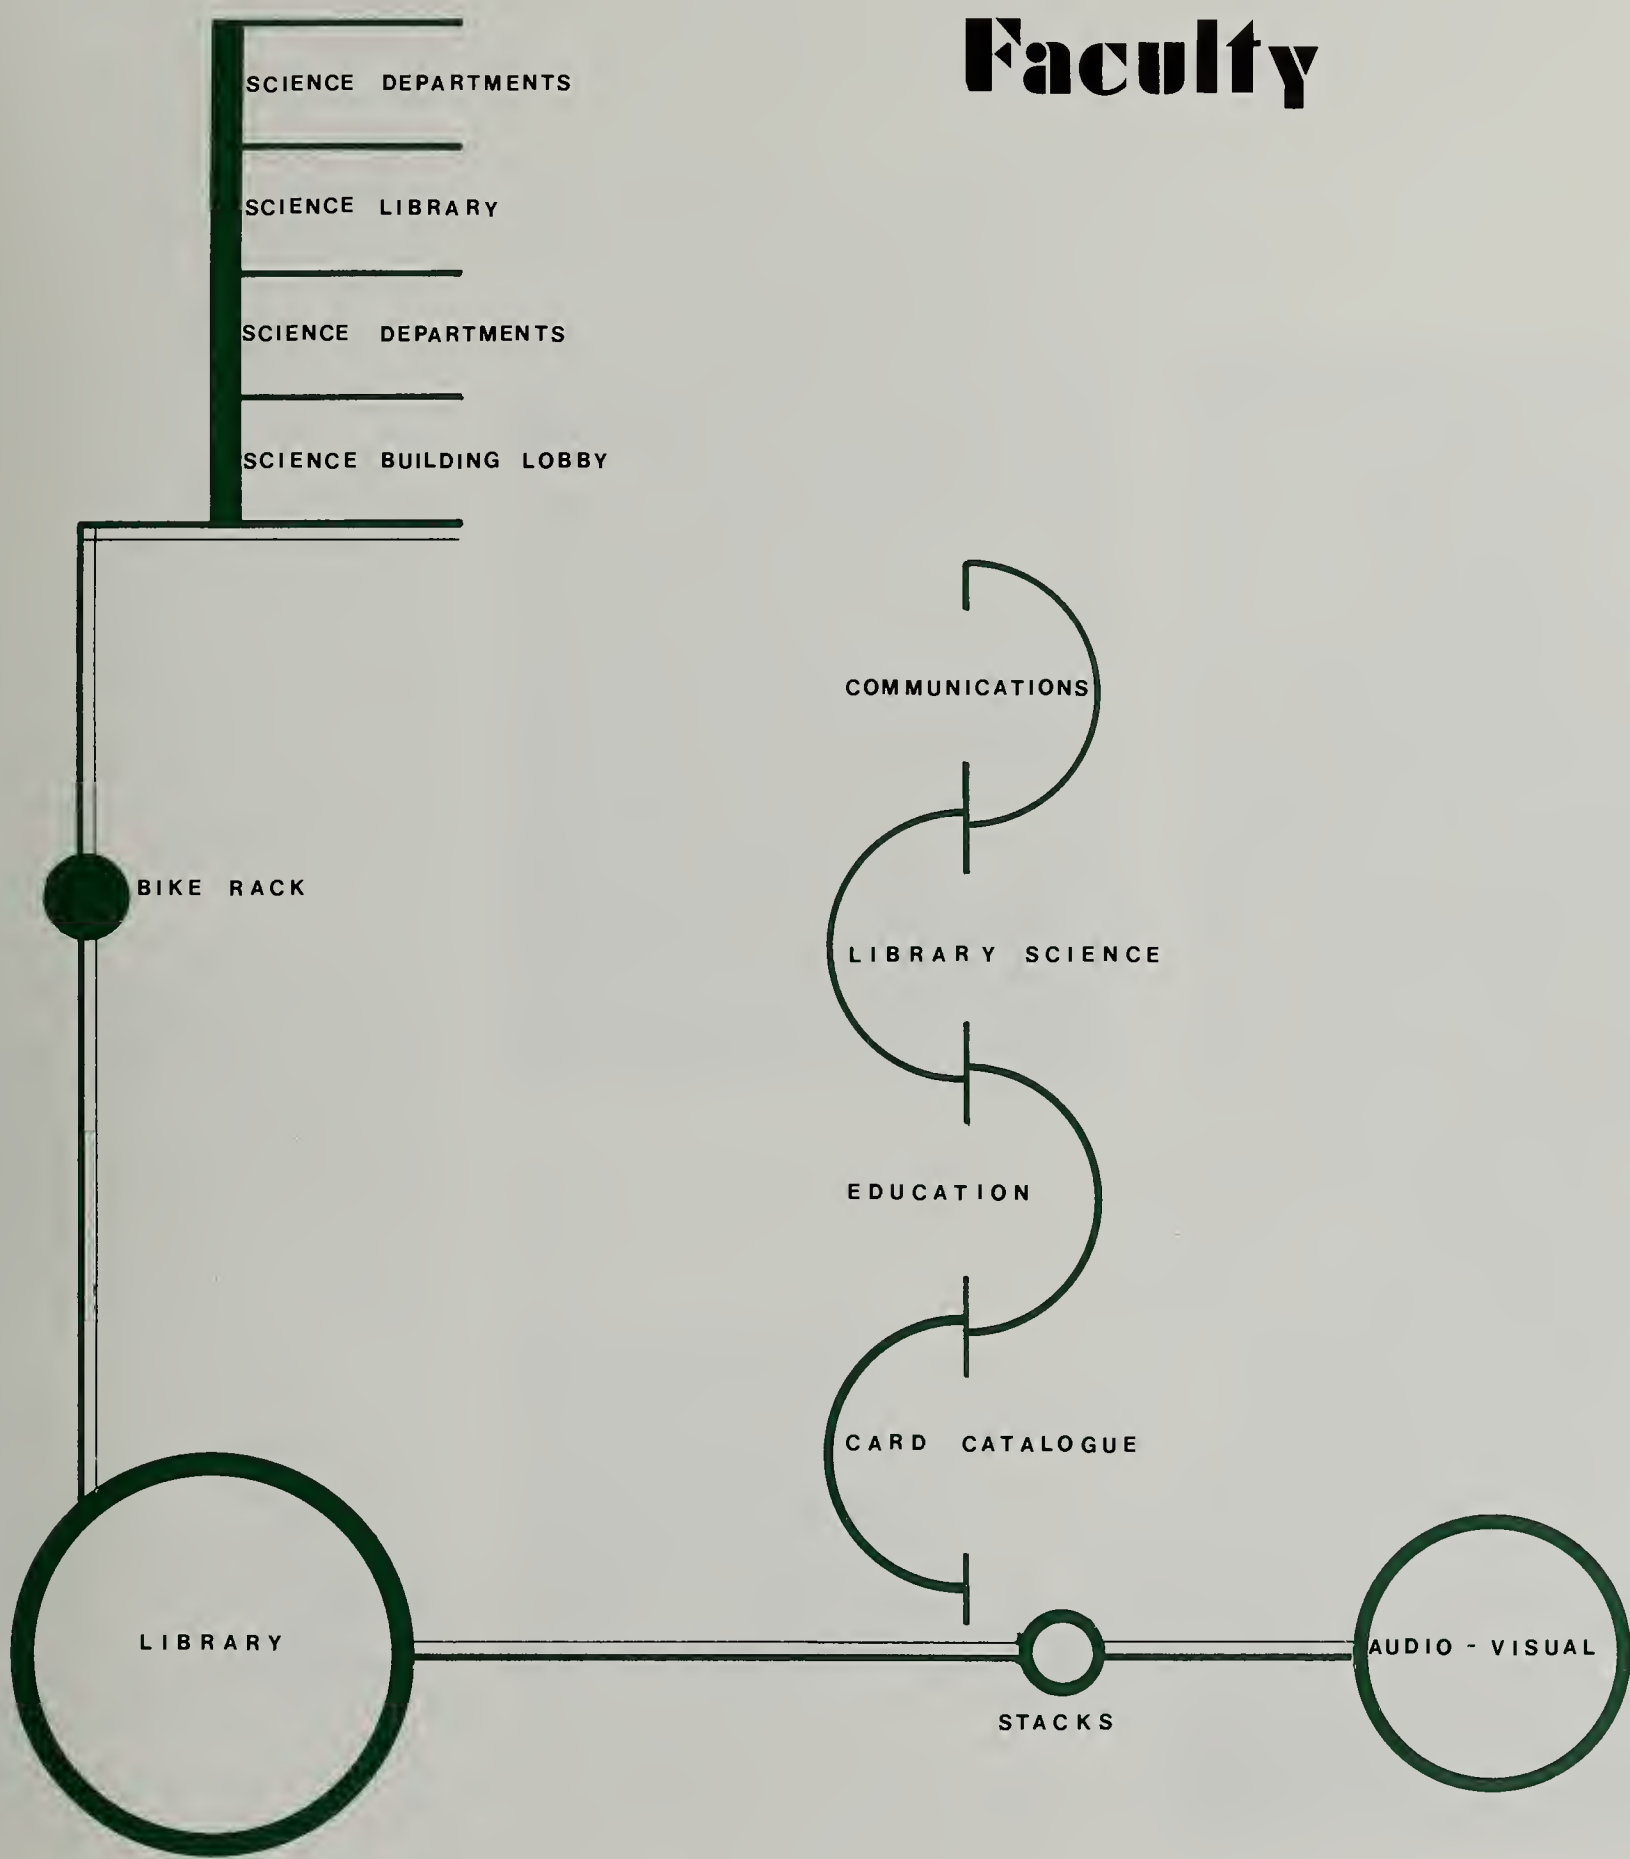 Faculty
SCIENCE DEPARTMENTS
SCIENCE LIBRARY
SCIENCE DEPARTMENTS
SCIENCE BUILDING LOBBY
COMMUNICATIONS
BIKE RACK
LIBRARY SCIENCE
EDUCATION
CARD CATALOGUE
LIBRARY
AUDIO - VISUAL
STACKS